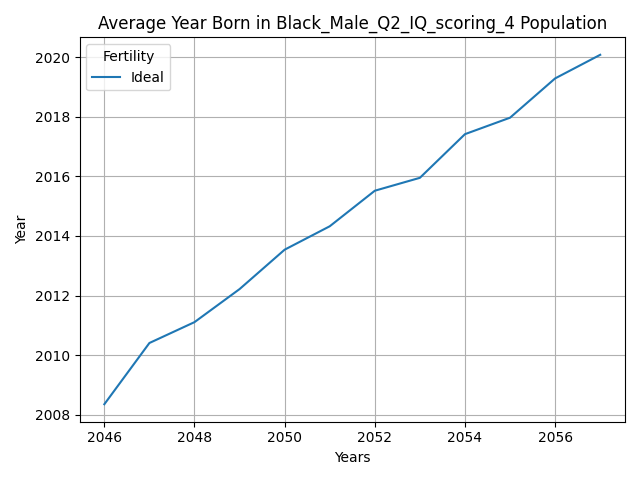 Average Year Born in Black_Male_Q2_IQ_scoring_4 Population
Fertility
Ideal
2020
2018
2016
2014
2012
2010
2008
Year
2046 2048 2050 2052 2054 2056
Years